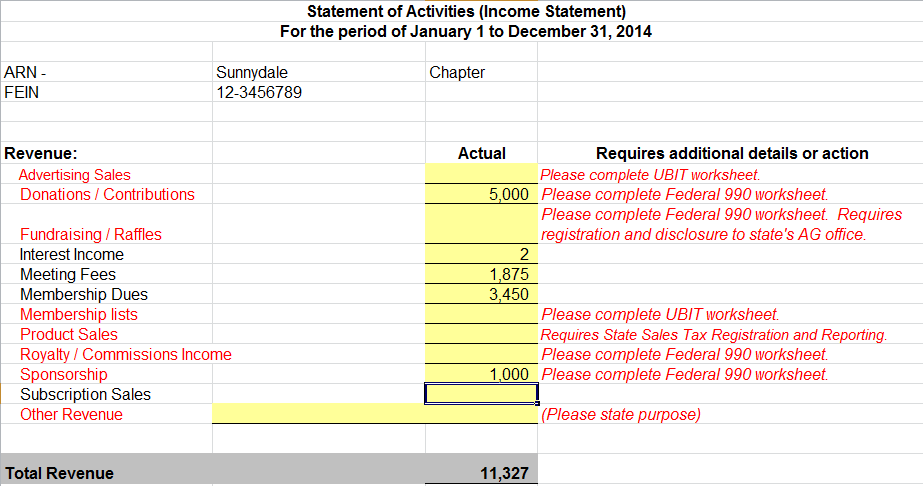 Statement of Activities (Income Statement)
For the period of January 1 to December 31, 2014
ARN - Sunnydale Chapter
FEIN 12-3456789
Revenue: Actual Requires additional details or action
Advertising Sales Please complete UBIT worksheet.
Donations / Contributions 5,000 Please complete Federal 990 worksheet.
Please complete Federal 990 worksheet. Requires
Fundraising / Raffles registration and disclosure to state's AG office.
Interest Income 2
Meeting Fees 1,875
Membership Dues 3,450
Membership lists Please complete UBIT worksheet.
Product Sales Requires State Sales Tax Registration and Reporting.
Royalty / Commissions Income Please complete Federal 990 worksheet.
Sponsorship 1,000 Please complete Federal 990 worksheet.
Subscription Sales
Other Revenue (Please state purpose)
Total Revenue 11,327